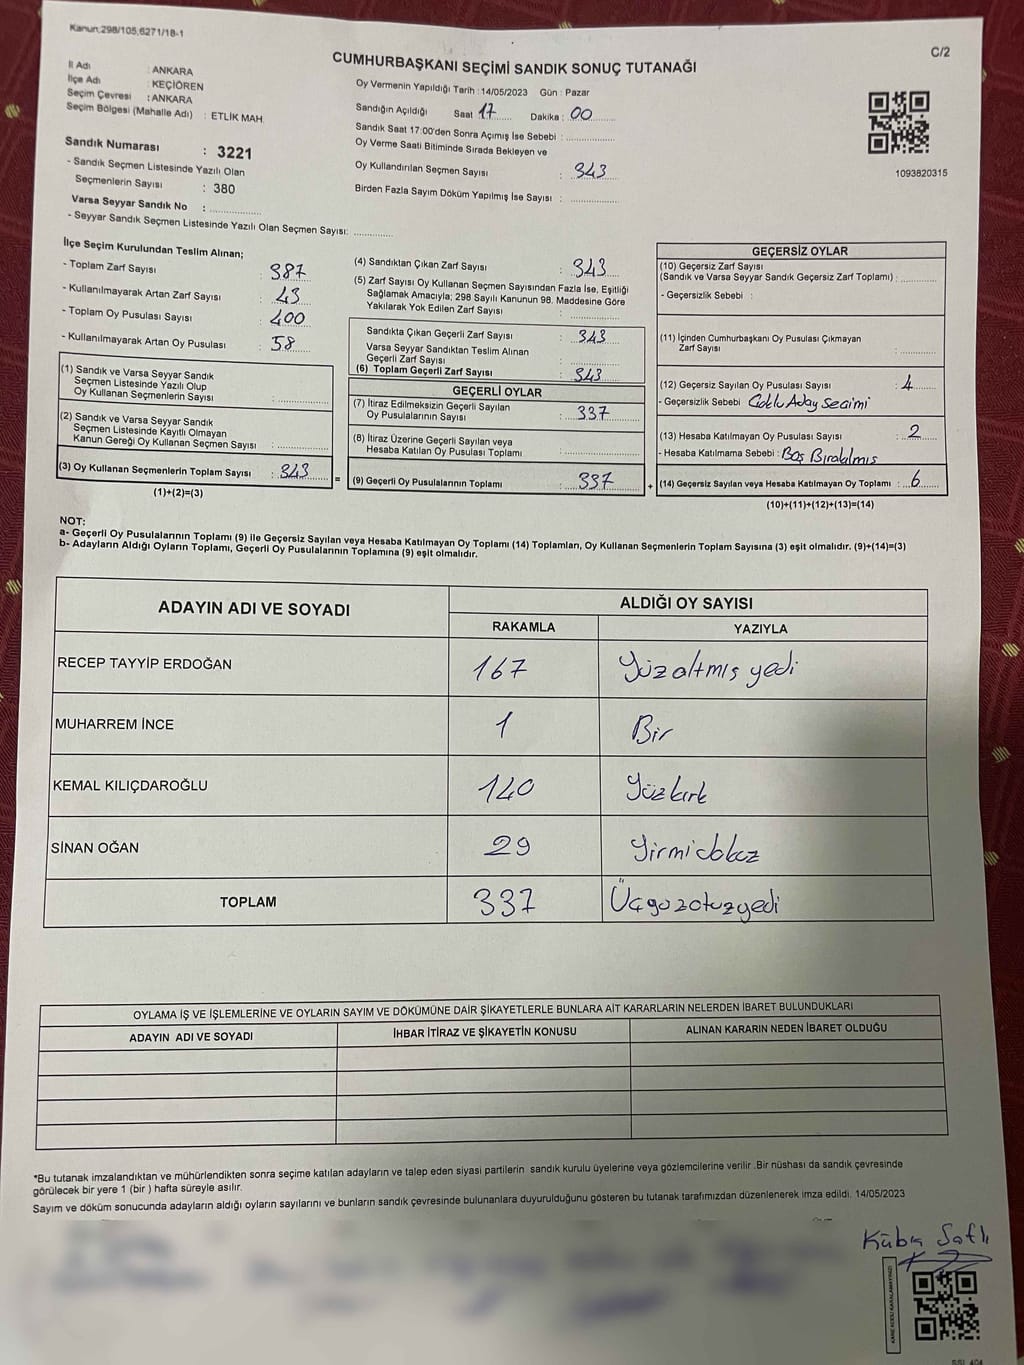 Kanun;298/105,6271/18-1
C/2
CUMHURBAŞKANI SEÇİMİ SANDIK SONUÇ TUTANAĞI
İl Adı : ANKARA
İlçe Adı : KEÇİÖREN
Seçim Çevresi : ANKARA
Seçim Bölgesi (Mahalle Adı) : ETLİK MAH.
Sandık Numarası : 3221
- Sandık Seçmen Listesinde Yazılı Olan
Seçmenlerin Sayısı : 380
Varsa Seyyar Sandık No :
- Seyyar Sandık Seçmen Listesinde Yazılı Olan Seçmen Sayısı:
Oy Vermenin Yapıldığı Tarih : 14/05/2023 Gün : Pazar
Sandığın Açıldığı Saat 17 Dakika : 00
Sandık Saat 17:00'den Sonra Açımış İse Sebebi :
Oy Verme Saati Bitiminde Sırada Bekleyen ve
Oy Kullandırılan Seçmen Sayısı : 343
Birden Fazla Sayım Döküm Yapılmış İse Sayısı :
1093820315
İlçe Seçim Kurulundan Teslim Alınan;
- Toplam Zarf Sayısı : 387
- Kullanılmayarak Artan Zarf Sayısı : 43
- Toplam Oy Pusulası Sayısı : 400
- Kullanılmayarak Artan Oy Pusulası : 58
(1) Sandık ve Varsa Seyyar Sandık
Seçmen Listesinde Yazılı Olup
Oy Kullanan Seçmenlerin Sayısı :
(2) Sandık ve Varsa Seyyar Sandık
Seçmen Listesinde Kayıtlı Olmayan
Kanun Gereği Oy Kullanan Seçmen Sayısı :
(3) Oy Kullanan Seçmenlerin Toplam Sayısı : 343
(1)+(2)=(3)
=
(4) Sandıktan Çıkan Zarf Sayısı : 343
(5) Zarf Sayısı Oy Kullanan Seçmen Sayısından Fazla İse, Eşitliği
Sağlamak Amacıyla; 298 Sayılı Kanunun 98. Maddesine Göre
Yakılarak Yok Edilen Zarf Sayısı :
Sandıkta Çıkan Geçerli Zarf Sayısı : 343
Varsa Seyyar Sandıktan Teslim Alınan
Geçerli Zarf Sayısı :
(6) Toplam Geçerli Zarf Sayısı : 343
GEÇERLİ OYLAR
(7) İtiraz Edilmeksizin Geçerli Sayılan
Oy Pusulalarının Sayısı : 337
(8) İtiraz Üzerine Geçerli Sayılan veya
Hesaba Katılan Oy Pusulası Toplamı :
(9) Geçerli Oy Pusulalarının Toplamı : 337
+
GEÇERSİZ OYLAR
(10) Geçersiz Zarf Sayısı
(Sandık ve Varsa Seyyar Sandık Geçersiz Zarf Toplamı) :
- Geçersizlik Sebebi :
(11) İçinden Cumhurbaşkanı Oy Pusulası Çıkmayan
Zarf Sayısı :
(12) Geçersiz Sayılan Oy Pusulası Sayısı : 4
- Geçersizlik Sebebi Çoklu Aday Secimi
(13) Hesaba Katılmayan Oy Pusulası Sayısı : 2
- Hesaba Katılmama Sebebi : Boş Bırakılmış
(14) Geçersiz Sayılan veya Hesaba Katılmayan Oy Toplamı : 6
(10)+(11)+(12)+(13)=(14)
NOT:
a- Geçerli Oy Pusulalarının Toplamı (9) ile Geçersiz Sayılan veya Hesaba Katılmayan Oy Toplamı (14) Toplamları, Oy Kullanan Seçmenlerin Toplam Sayısına (3) eşit olmalıdır. (9)+(14)=(3)
b- Adayların Aldığı Oyların Toplamı, Geçerli Oy Pusulalarının Toplamına (9) eşit olmalıdır.
ADAYIN ADI VE SOYADI
ALDIĞI OY SAYISI
RAKAMLA YAZIYLA
RECEP TAYYİP ERDOĞAN 167 Yüz altmış yedi
MUHARREM İNCE 1 Bir
KEMAL KILIÇDAROĞLU 140 Yüz kırk
SİNAN OĞAN 29 Yirmidokuz
TOPLAM 337 Üçyüzotuzyedi
OYLAMA İŞ VE İŞLEMLERİNE VE OYLARIN SAYIM VE DÖKÜMÜNE DAİR ŞİKAYETLERLE BUNLARA AİT KARARLARIN NELERDEN İBARET BULUNDUKLARI
ADAYIN ADI VE SOYADI İHBAR İTİRAZ VE ŞİKAYETİN KONUSU ALINAN KARARIN NEDEN İBARET OLDUĞU
*Bu tutanak imzalandıktan ve mühürlendikten sonra seçime katılan adayların ve talep eden siyasi partilerin sandık kurulu üyelerine veya gözlemcilerine verilir .Bir nüshası da sandık çevresinde
görülecek bir yere 1 (bir ) hafta süreyle asılır.
Sayım ve döküm sonucunda adayların aldığı oyların sayılarını ve bunların sandık çevresinde bulunanlara duyurulduğunu gösteren bu tutanak tarafımızdan düzenlenerek imza edildi. 14/05/2023
Kübra Satlı
KARE KODU KARALAMAYINIZ!